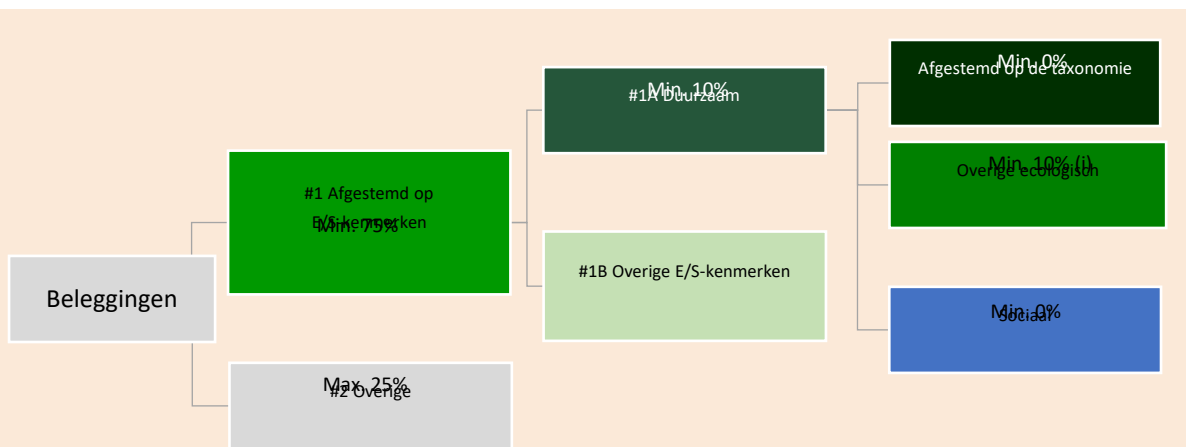 Beleggingen
#1 Afgestemd op
E/S-kenmerken
Min. 75%
Max. 25%
#2 Overige
Min. 10%
#1A Duurzaam
#1B Overige E/S-kenmerken
Min. 0%
Afgestemd op de taxonomie
Min. 10% (i)
Overige ecologisch
Min. 0%
Sociaal